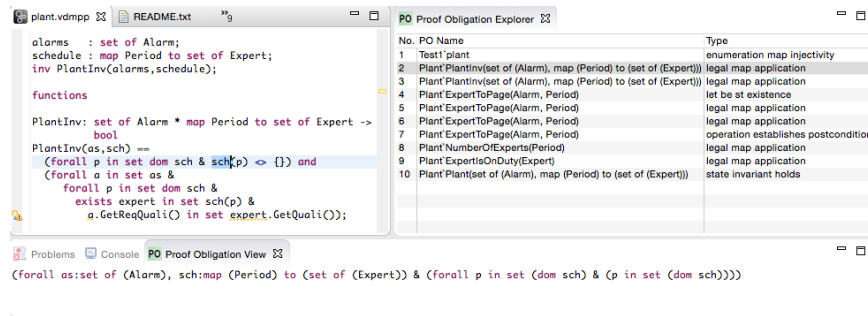 plant.vdmpp README.txt »9
alarms : set of Alarm;
schedule : map Period to set of Expert;
inv PlantInv(alarms,schedule);
functions
PlantInv: set of Alarm * map Period to set of Expert ->
bool
PlantInv(as,sch) ==
(forall p in set dom sch & sch(p) <> {}) and
(forall a in set as &
forall p in set dom sch &
exists expert in set sch(p) &
a.GetReqQuali() in set expert.GetQuali());
PO Proof Obligation Explorer
No. PO Name Type
1 Test1`plant enumeration map injectivity
2 Plant`PlantInv(set of (Alarm), map (Period) to (set of (Expert))) legal map application
3 Plant`PlantInv(set of (Alarm), map (Period) to (set of (Expert))) legal map application
4 Plant`ExpertToPage(Alarm, Period) let be st existence
5 Plant`ExpertToPage(Alarm, Period) legal map application
6 Plant`ExpertToPage(Alarm, Period) legal map application
7 Plant`ExpertToPage(Alarm, Period) operation establishes postcondition
8 Plant`NumberOfExperts(Period) legal map application
9 Plant`ExpertIsOnDuty(Expert) legal map application
10 Plant`Plant(set of (Alarm), map (Period) to (set of (Expert))) state invariant holds
Problems Console PO Proof Obligation View
(forall as:set of (Alarm), sch:map (Period) to (set of (Expert)) & (forall p in set (dom sch) & (p in set (dom sch))))